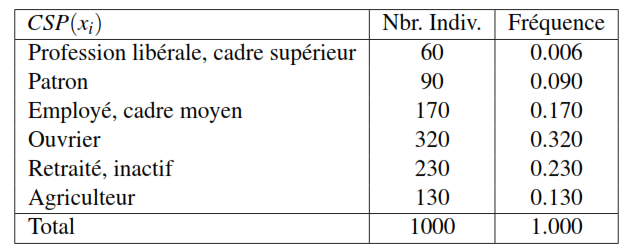 CSP(xi) Nbr. Indiv. Fréquence
Profession libérale, cadre supérieur 60 0.006
Patron 90 0.090
Employé, cadre moyen 170 0.170
Ouvrier 320 0.320
Retraité, inactif 230 0.230
Agriculteur 130 0.130
Total 1000 1.000